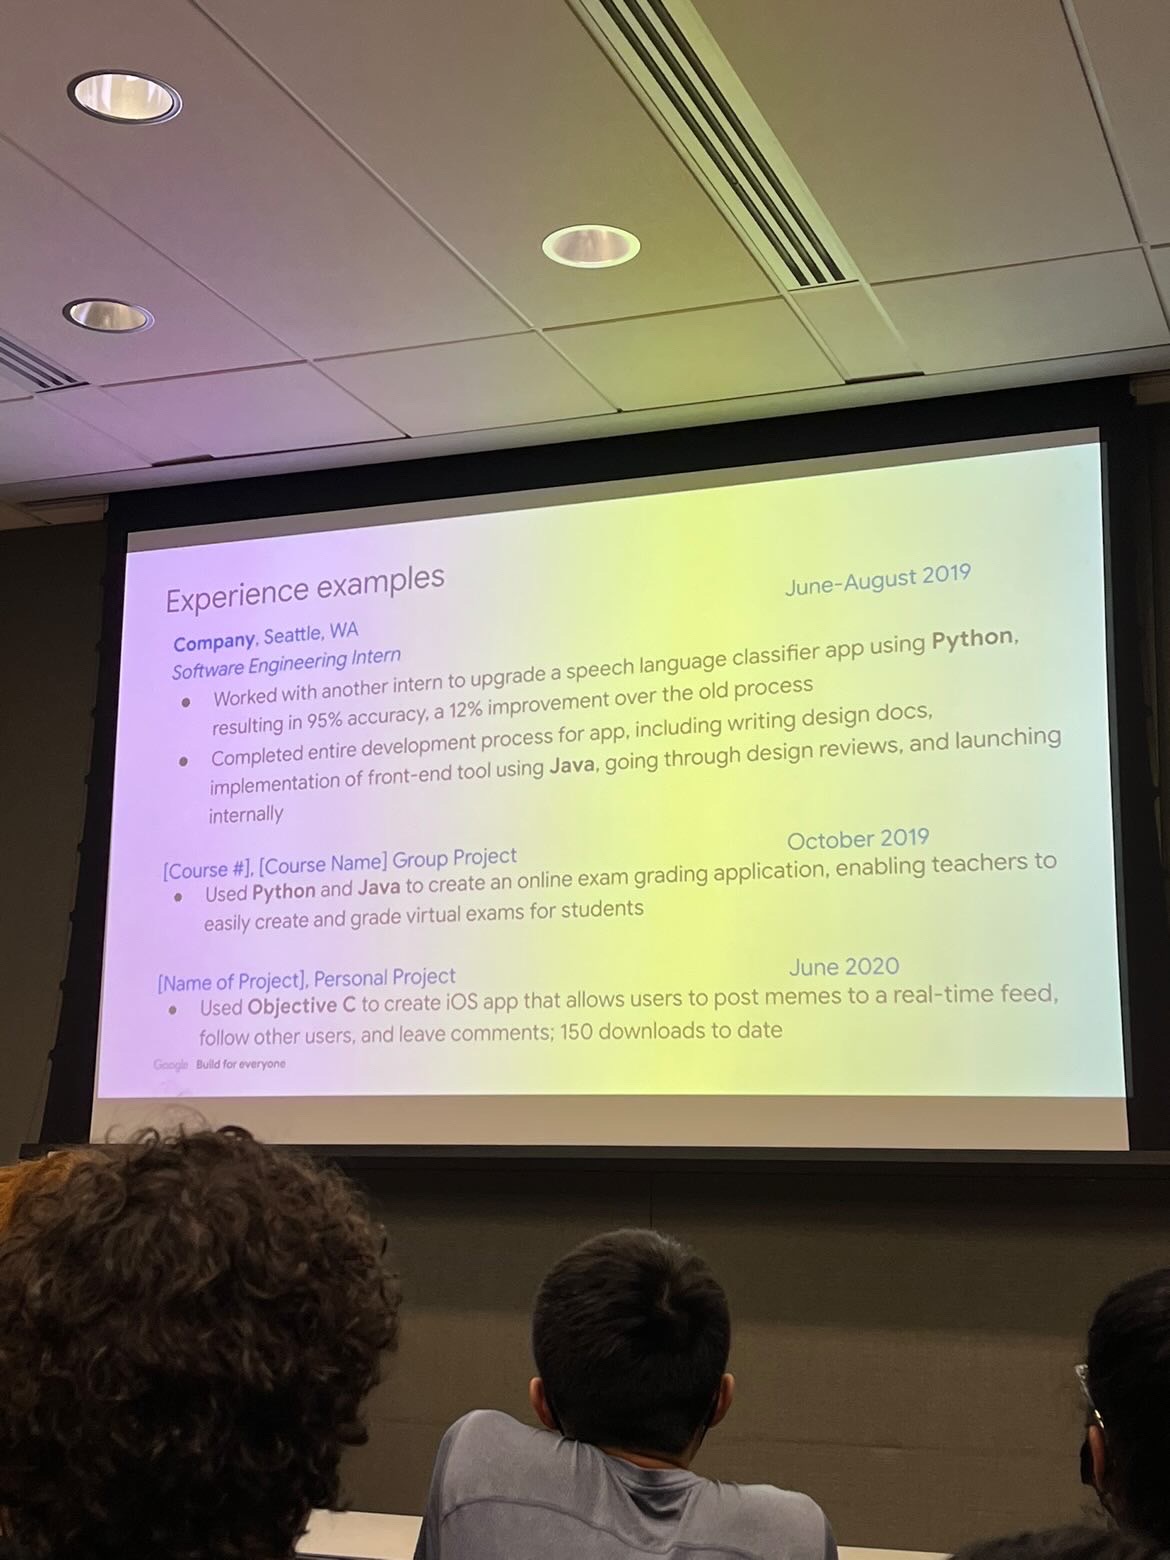 Experience examples
June-August 2019
Company, Seattle, WA
Software Engineering Intern
● Worked with another intern to upgrade a speech language classifier app using Python,
resulting in 95% accuracy, a 12% improvement over the old process
● Completed entire development process for app, including writing design docs,
implementation of front-end tool using Java, going through design reviews, and launching
internally
[Course #], [Course Name] Group Project
October 2019
● Used Python and Java to create an online exam grading application, enabling teachers to
easily create and grade virtual exams for students
[Name of Project], Personal Project
June 2020
● Used Objective C to create iOS app that allows users to post memes to a real-time feed,
follow other users, and leave comments; 150 downloads to date
Google Build for everyone